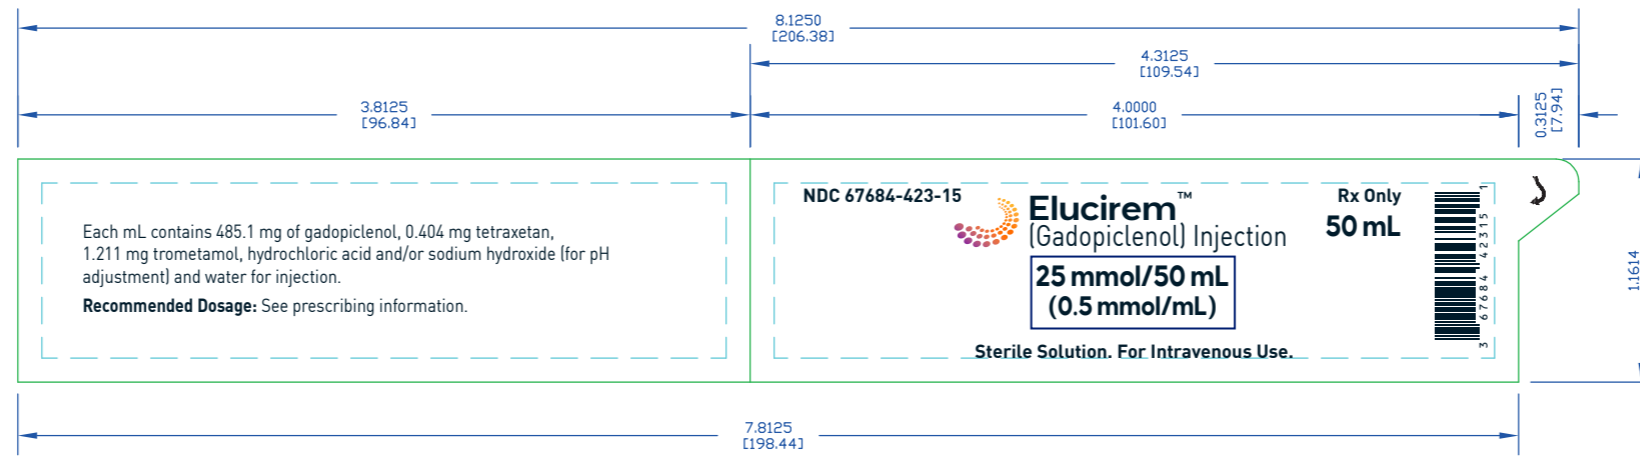 8.1250
[206.38]
4.3125
[109.54]
3.8125
[96.84]
4.0000
[101.60]
0.3125
[7.94]
Each mL contains 485.1 mg of gadopiclenol, 0.404 mg tetraxetan,
1.211 mg trometamol, hydrochloric acid and/or sodium hydroxide (for pH
adjustment) and water for injection.
Recommended Dosage: See prescribing information.
NDC 67684-423-15
Elucirem™
(Gadopiclenol) Injection
25 mmol/50 mL
(0.5 mmol/mL)
Sterile Solution. For Intravenous Use.
Rx Only
50 mL
3 67684 42315 1
1.1614
7.8125
[198.44]